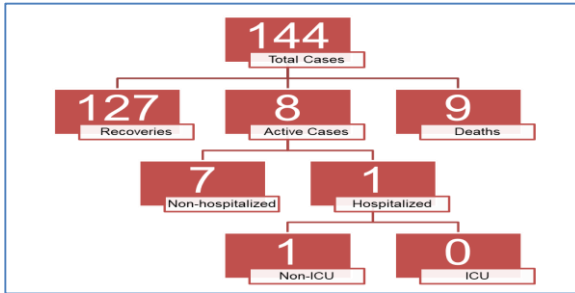 144
Total Cases
127
Recoveries
8
Active Cases
9
Deaths
7
Non-hospitalized
1
Hospitalized
1
Non-ICU
0
ICU